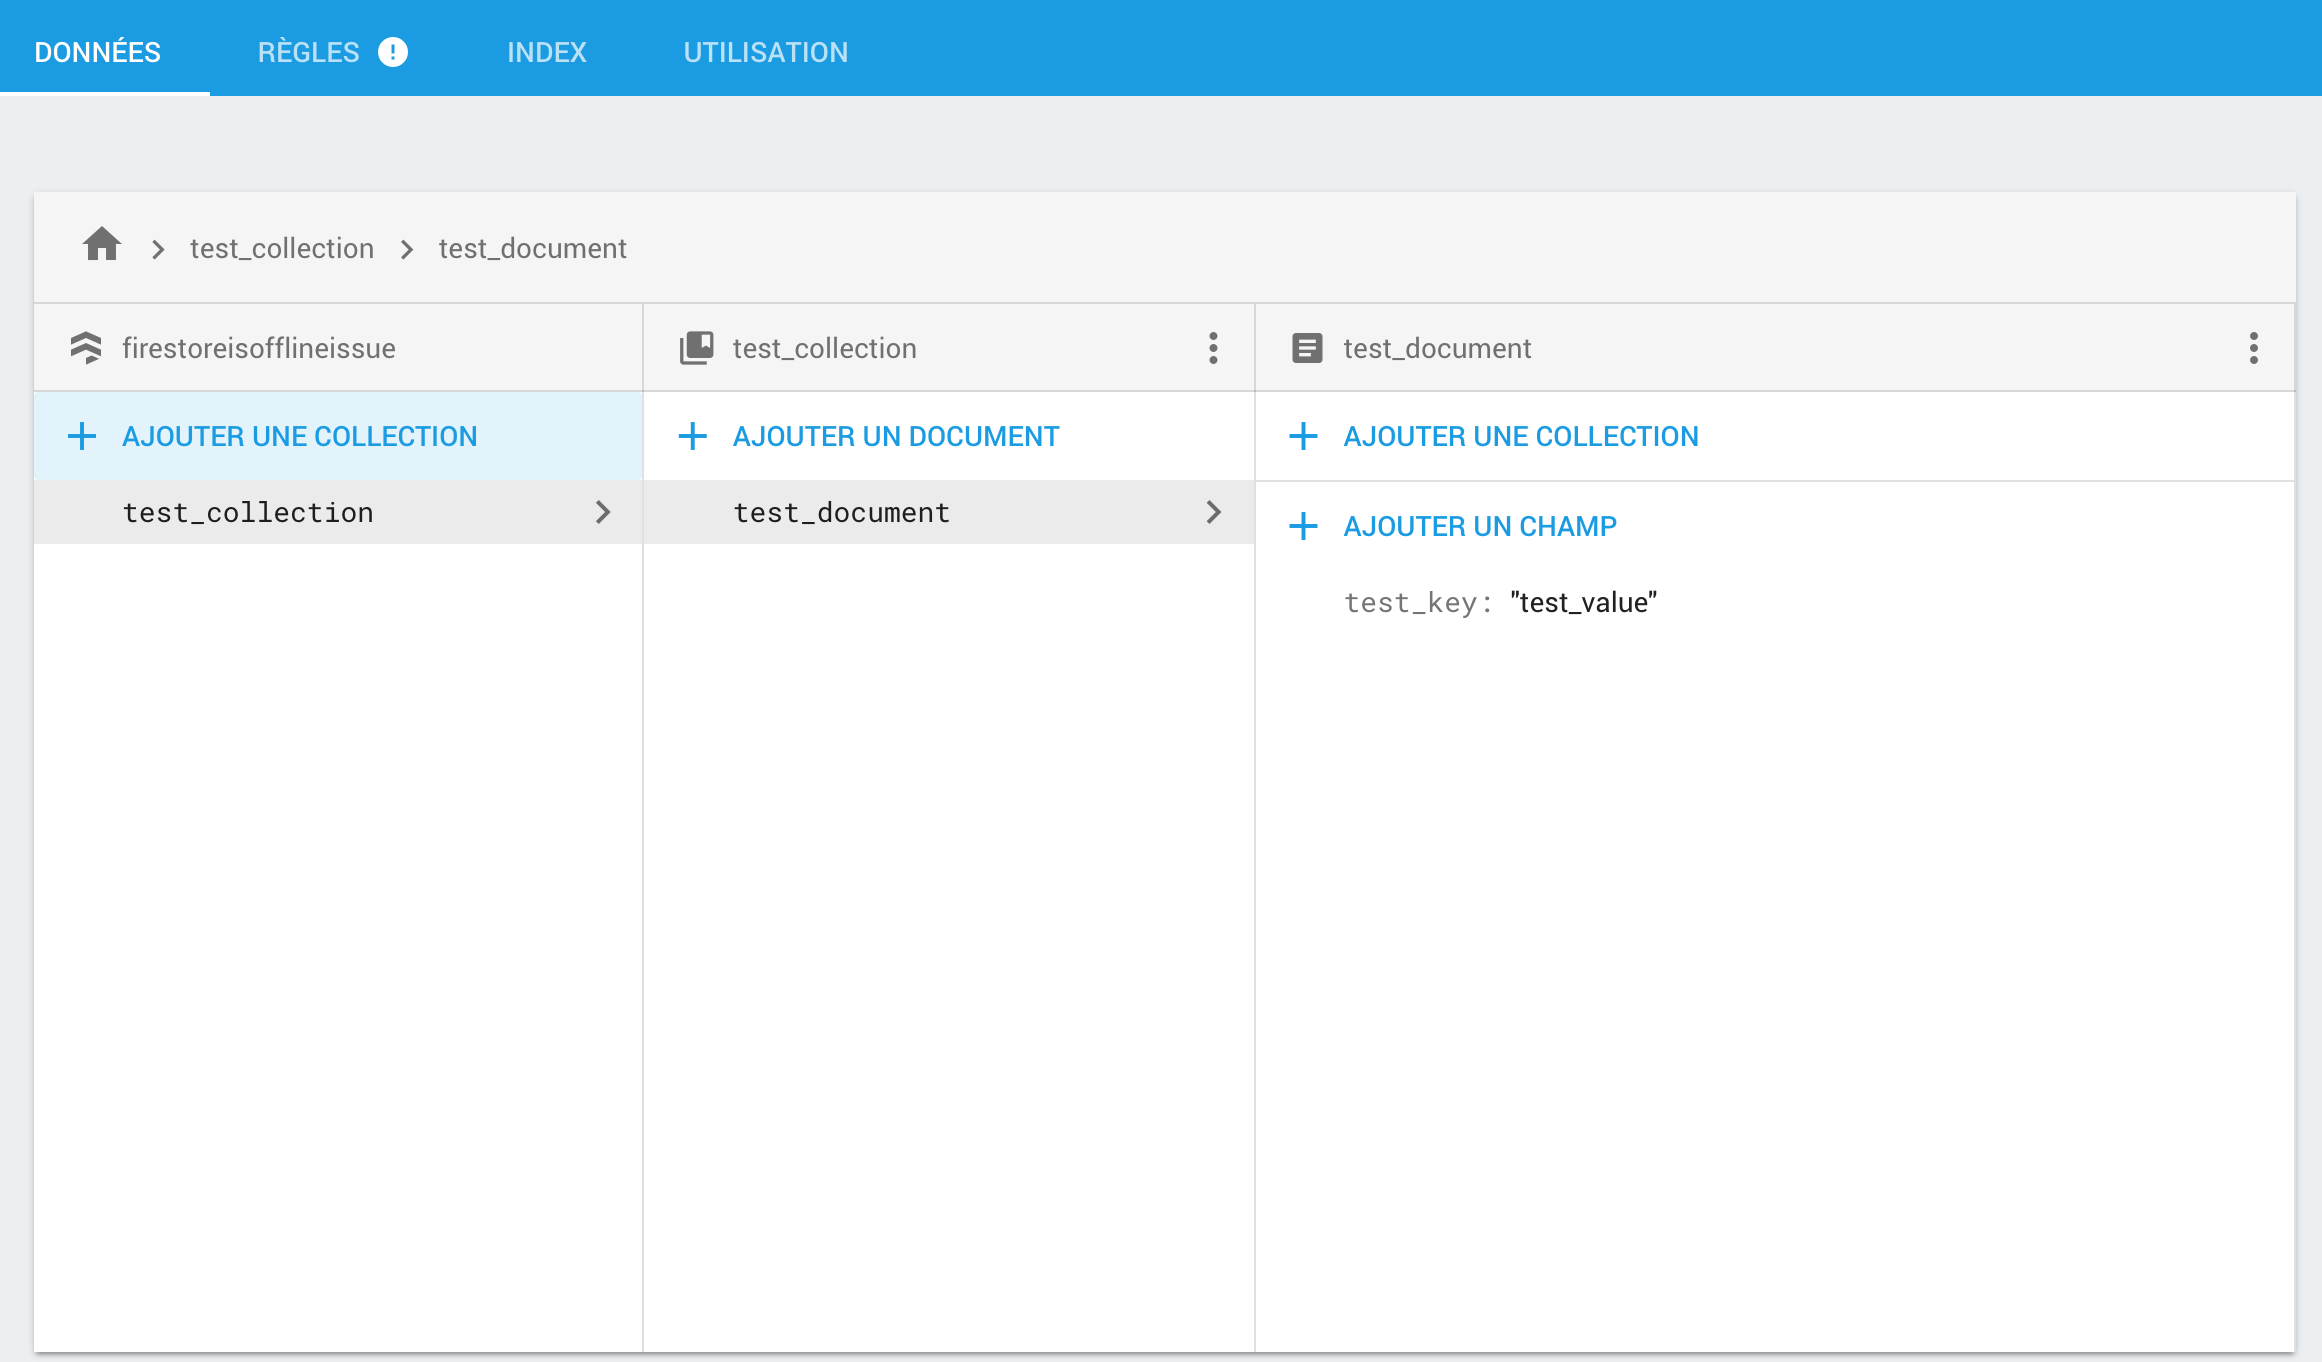 DONNÉES RÈGLES INDEX UTILISATION
test_collection test_document
firestoreisofflineissue test_collection test_document
AJOUTER UNE COLLECTION AJOUTER UN DOCUMENT AJOUTER UNE COLLECTION
test_collection test_document
AJOUTER UN CHAMP
test_key: "test_value"